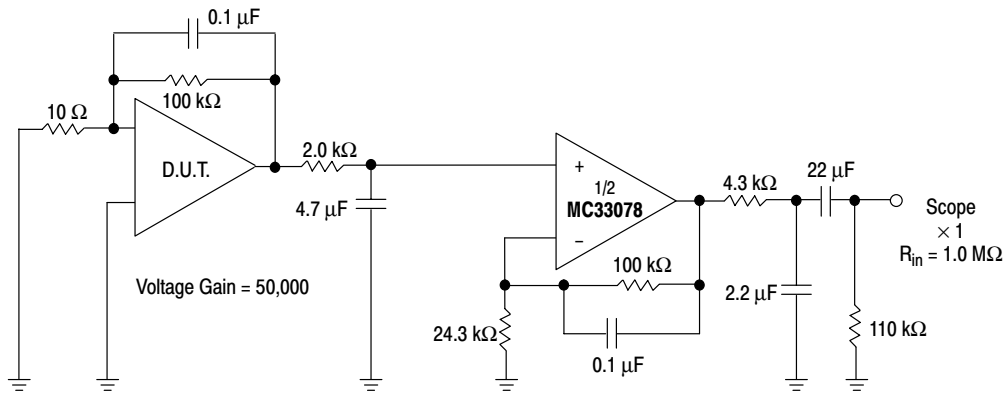 0.1 μF
100 kΩ
10 Ω
D.U.T.
2.0 kΩ
4.7 μF
Voltage Gain = 50,000
+
1/2
MC33078
−
100 kΩ
24.3 kΩ
0.1 μF
4.3 kΩ
22 μF
2.2 μF
110 kΩ
Scope
× 1
Rin = 1.0 MΩ